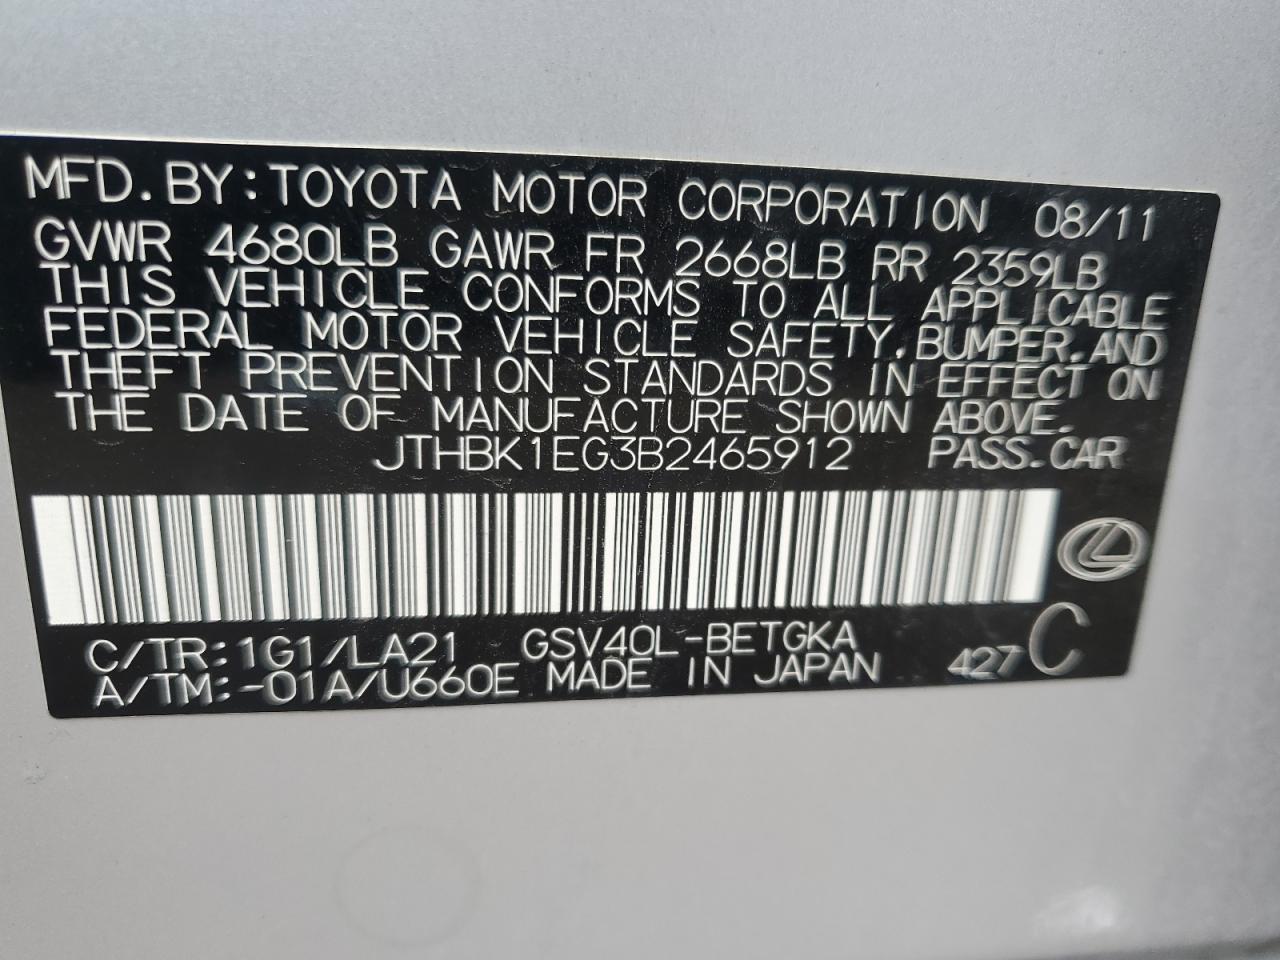 MFD. BY: TOYOTA MOTOR CORPORATION 08/11
GVWR 4680LB GAWR FR 2668LB RR 2359LB
THIS VEHICLE CONFORMS TO ALL APPLICABLE
FEDERAL MOTOR VEHICLE SAFETY, BUMPER, AND
THEFT PREVENTION STANDARDS IN EFFECT ON
THE DATE OF MANUFACTURE SHOWN ABOVE.
JTHBK1EG3B2465912 PASS. CAR
C/TR: 1G1/LA21 GSV40L-BETGKA
A/TM: -01A/U660E MADE IN JAPAN 427 C